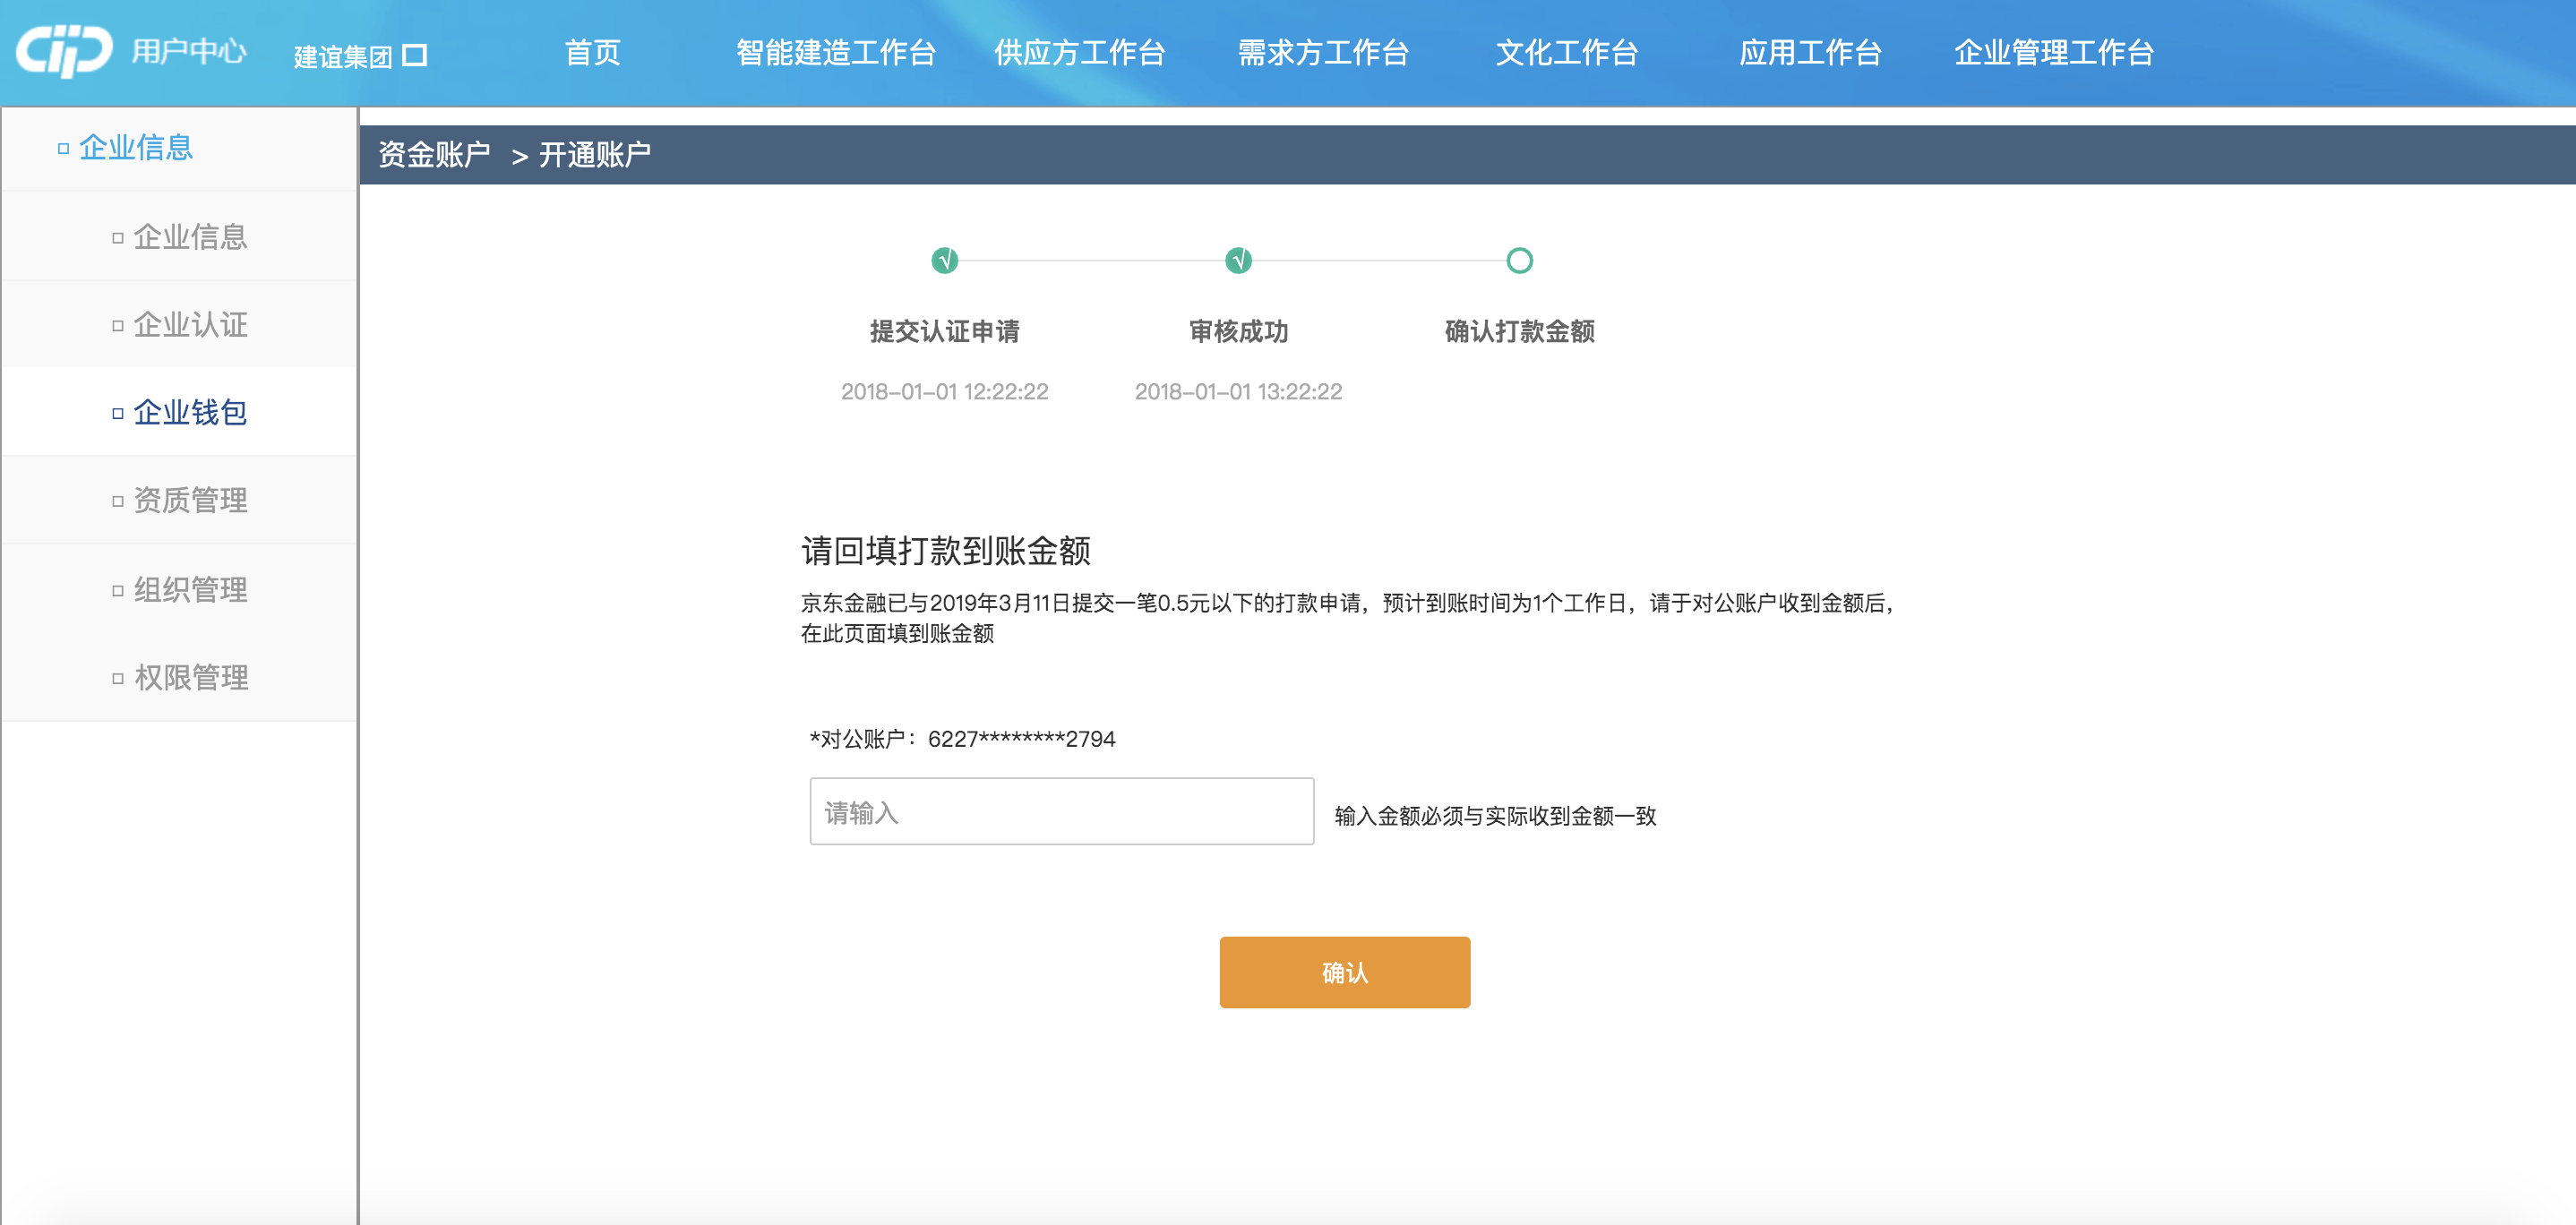 CIP 用户中心 建谊集团 首页 智能建造工作台 供应方工作台 需求方工作台 文化工作台 应用工作台 企业管理工作台
企业信息
资金账户 > 开通账户
企业信息
企业认证
企业钱包
资质管理
组织管理
权限管理
√ √
提交认证申请 审核成功 确认打款金额
2018-01-01 12:22:22 2018-01-01 13:22:22
请回填打款到账金额
京东金融已与2019年3月11日提交一笔0.5元以下的打款申请，预计到账时间为1个工作日，请于对公账户收到金额后，
在此页面填到账金额
*对公账户：6227********2794
请输入 输入金额必须与实际收到金额一致
确认